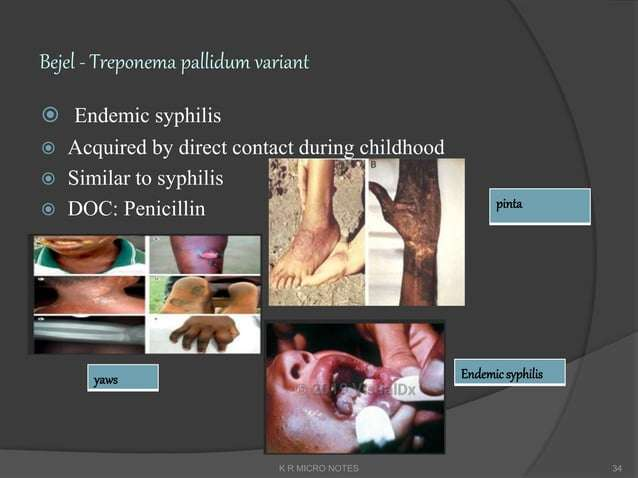 Bejel - Treponema pallidum variant
Endemic syphilis
Acquired by direct contact during childhood
Similar to syphilis
DOC: Penicillin
B
pinta
yaws
Endemic syphilis
VisualDx
K R MICRO NOTES
34